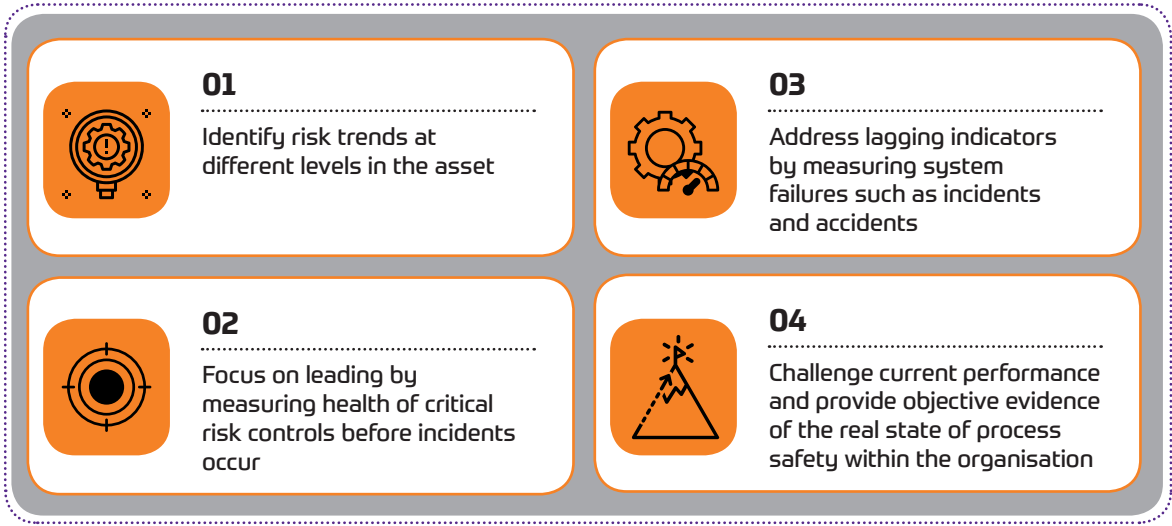 01
Identify risk trends at
different levels in the asset
02
Focus on leading by
measuring health of critical
risk controls before incidents
occur
03
Address lagging indicators
by measuring system
failures such as incidents
and accidents
04
Challenge current performance
and provide objective evidence
of the real state of process
safety within the organisation